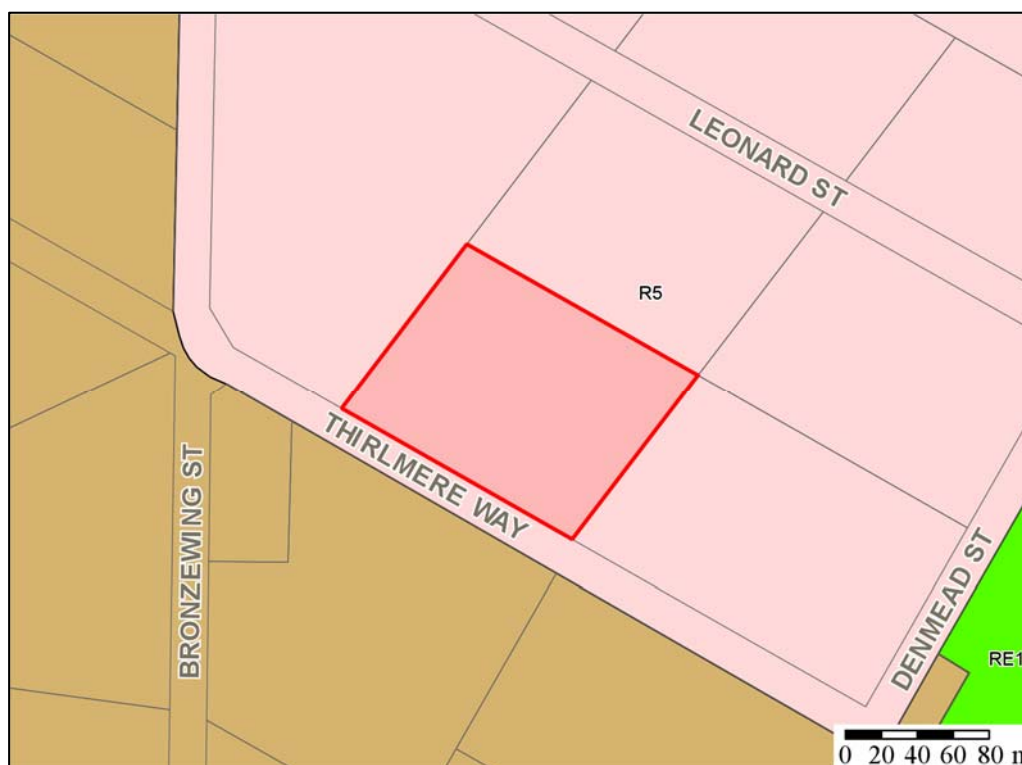 LEONARD ST
R5
THIRLMERE WAY
BRONZEWING ST
DENMEAD ST
RE1
0 20 40 60 80 m